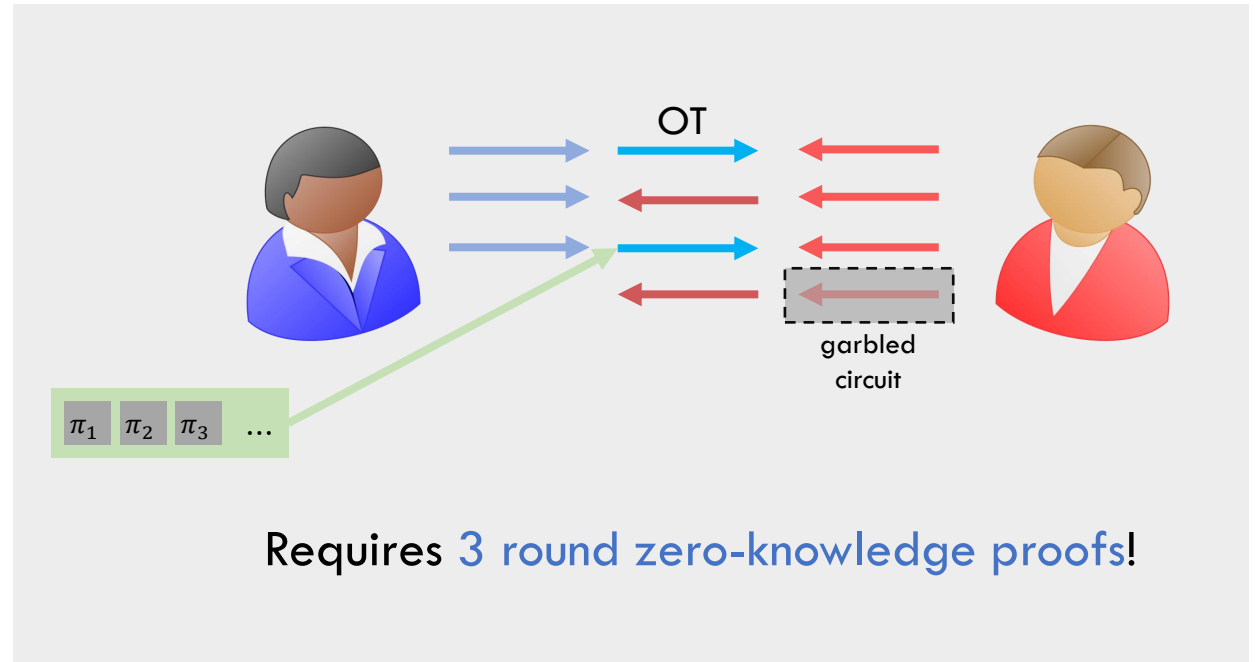 OT
garbled
circuit
π₁ π₂ π₃ ...
Requires 3 round zero-knowledge proofs!